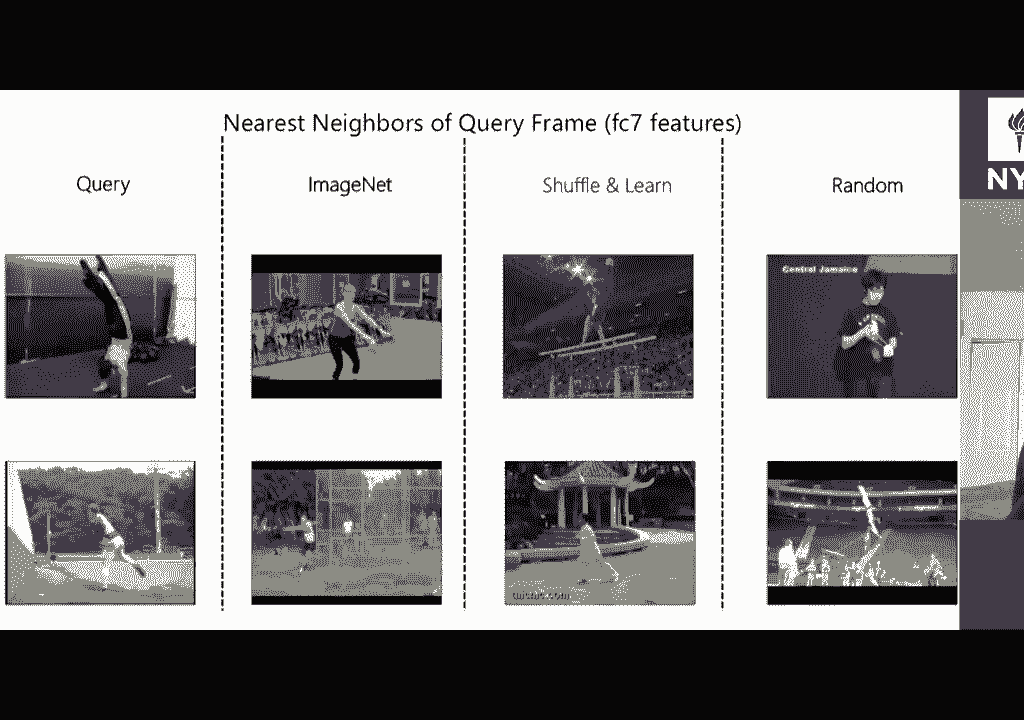 Nearest Neighbors of Query Frame (fc7 features)
Query
ImageNet
Shuffle & Learn
Random
Central Jamaica
NY